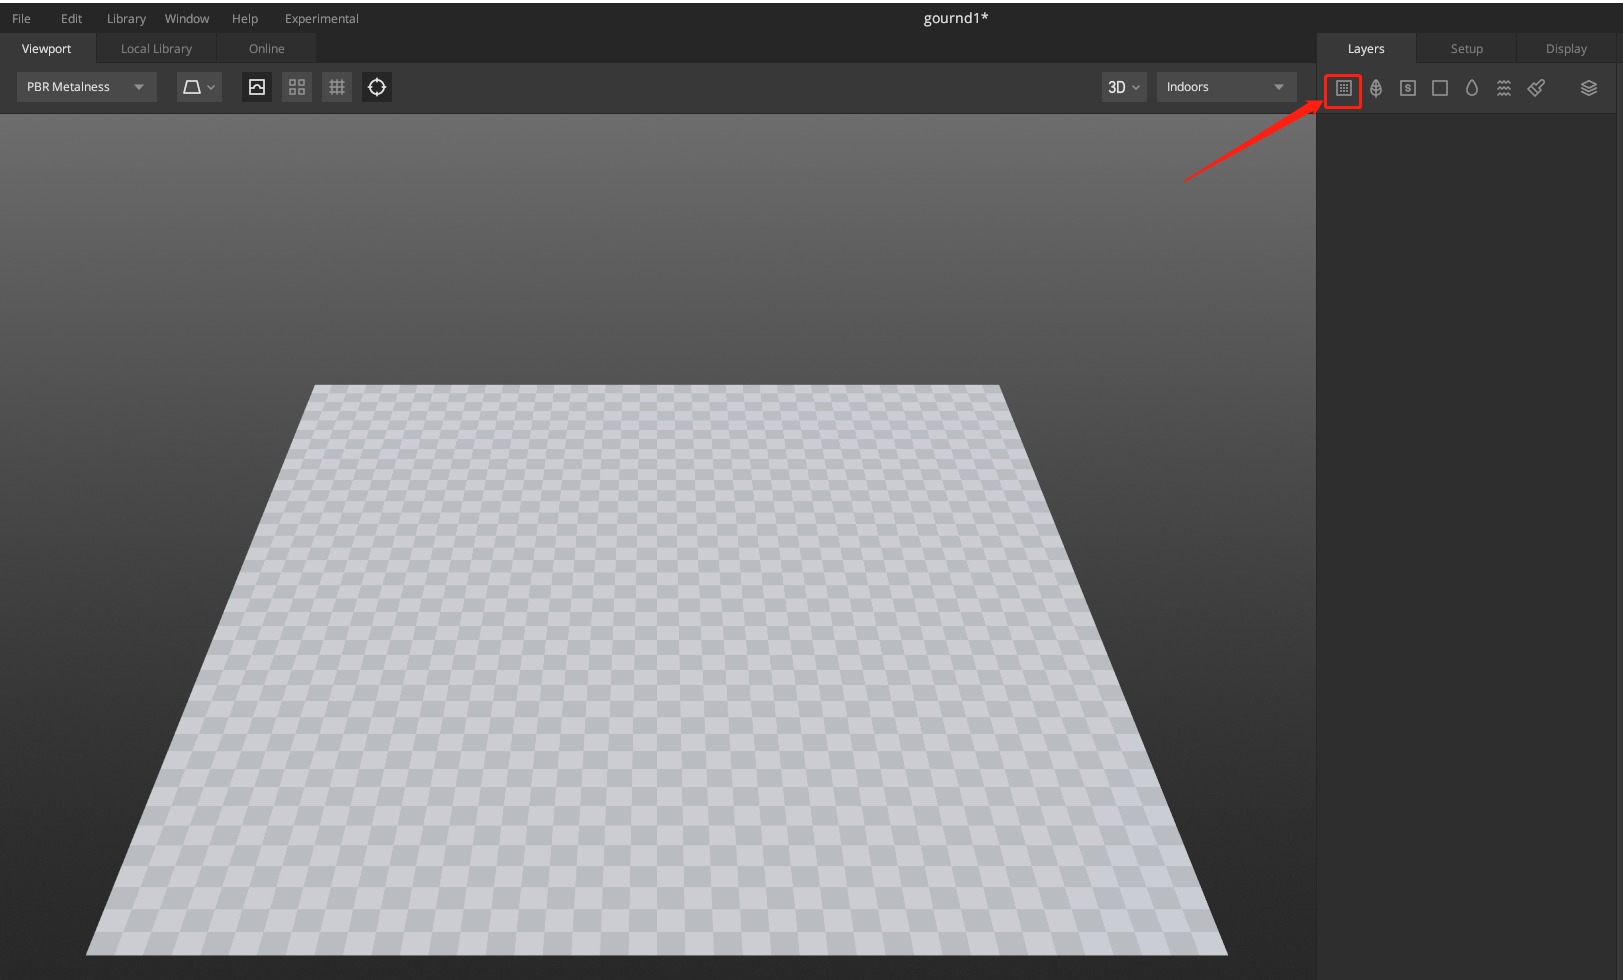 File Edit Library Window Help Experimental gournd1*
Viewport Local Library Online Layers Setup Display
PBR Metalness 3D Indoors S